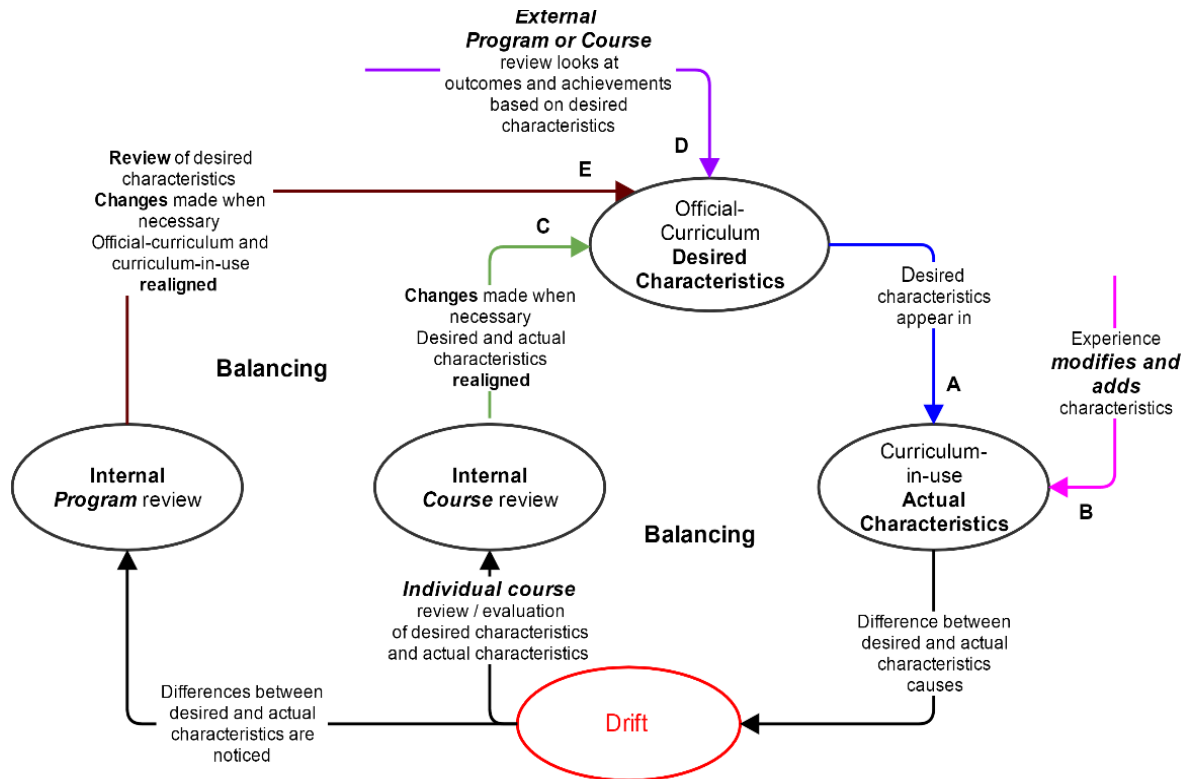 External
Program or Course
review looks at
outcomes and achievements
based on desired
characteristics
D
Review of desired
characteristics
Changes made when
necessary
Official-curriculum and
curriculum-in-use
realigned
E
Official-
Curriculum
Desired
Characteristics
C
Changes made when
necessary
Desired and actual
characteristics
realigned
Desired
characteristics
appear in
A
Experience
modifies and
adds
characteristics
B
Balancing
Internal
Program review
Internal
Course review
Curriculum-
in-use
Actual
Characteristics
Balancing
Individual course
review / evaluation
of desired characteristics
and actual characteristics
Difference between
desired and actual
characteristics
causes
Drift
Differences between
desired and actual
characteristics are
noticed